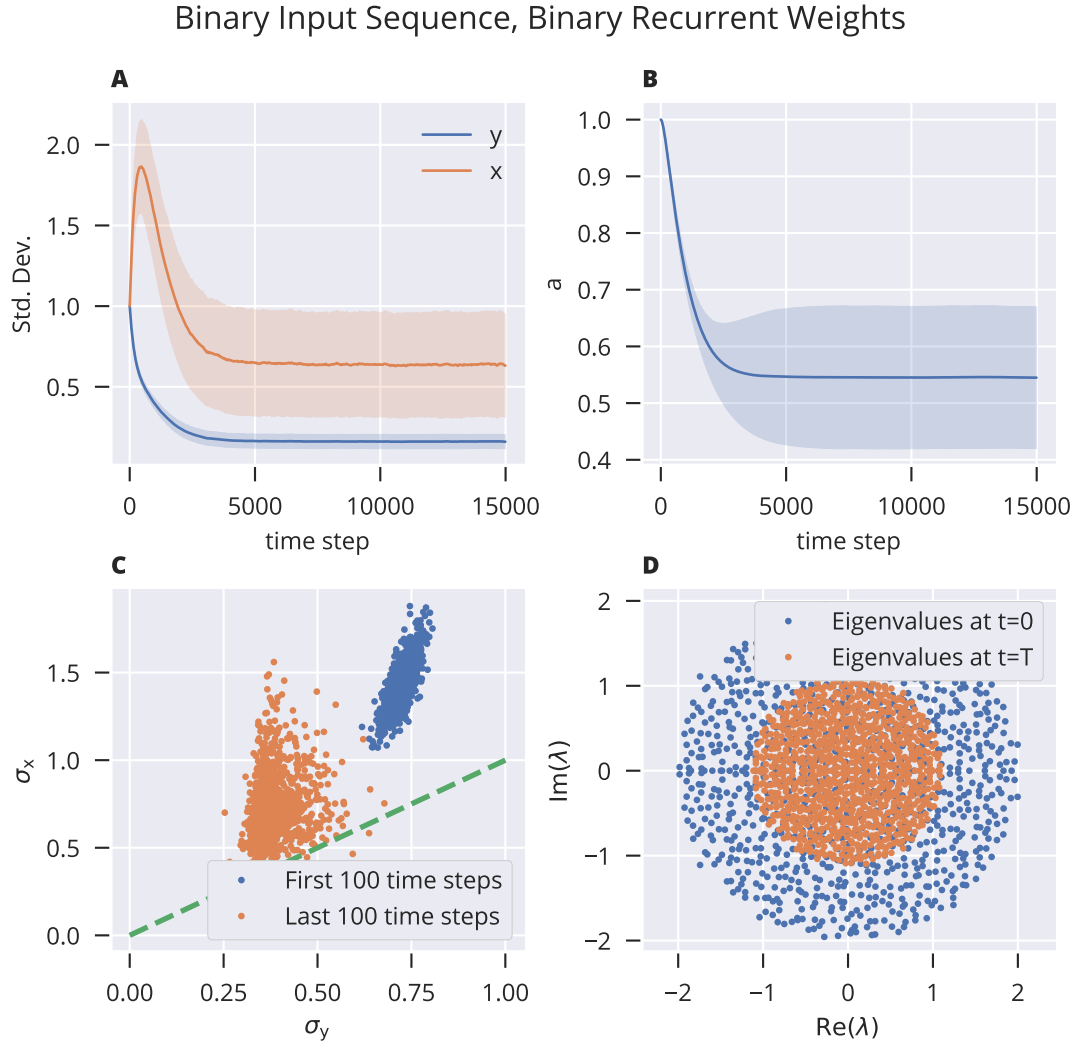 Binary Input Sequence, Binary Recurrent Weights
A
B
Std. Dev.
2.0
1.5
1.0
0.5
y
x
0 5000 10000 15000
time step
a
1.0
0.9
0.8
0.7
0.6
0.5
0.4
0 5000 10000 15000
time step
C
D
σx
1.5
1.0
0.5
0.0
First 100 time steps
Last 100 time steps
0.00 0.25 0.50 0.75 1.00
σy
Im(λ)
2
1
0
−1
−2
Eigenvalues at t=0
Eigenvalues at t=T
−2 −1 0 1 2
Re(λ)